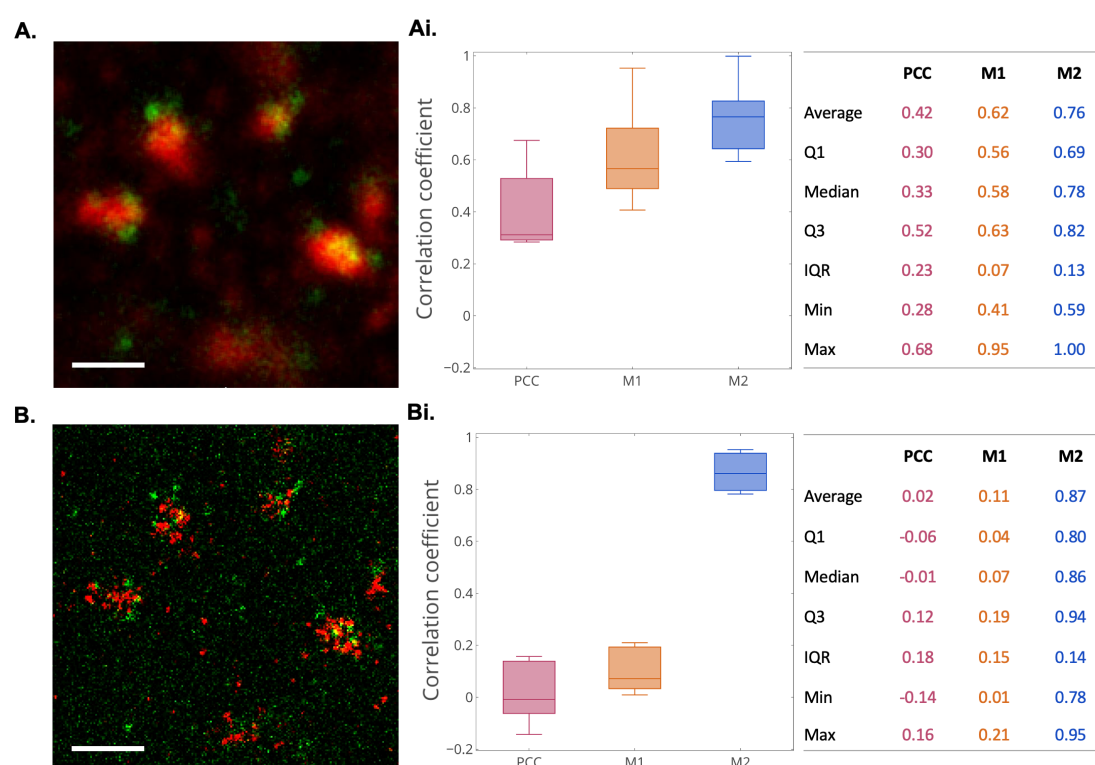 A.
Ai.
Correlation coefficient
1
0.8
0.6
0.4
0.2
0
−0.2
PCC M1 M2
PCC M1 M2
Average 0.42 0.62 0.76
Q1 0.30 0.56 0.69
Median 0.33 0.58 0.78
Q3 0.52 0.63 0.82
IQR 0.23 0.07 0.13
Min 0.28 0.41 0.59
Max 0.68 0.95 1.00
B.
Bi.
Correlation coefficient
1
0.8
0.6
0.4
0.2
0
−0.2
PCC M1 M2
PCC M1 M2
Average 0.02 0.11 0.87
Q1 -0.06 0.04 0.80
Median -0.01 0.07 0.86
Q3 0.12 0.19 0.94
IQR 0.18 0.15 0.14
Min -0.14 0.01 0.78
Max 0.16 0.21 0.95